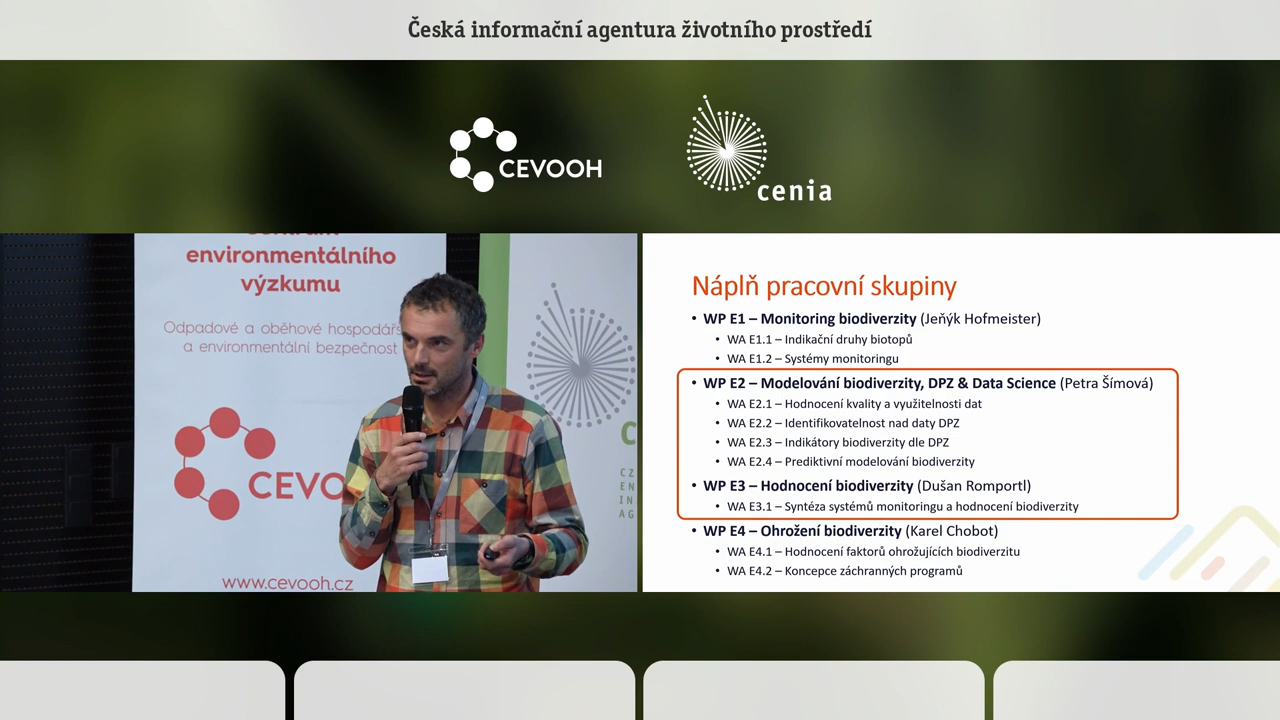 Česká informační agentura životního prostředí
CEVOOH
cenia
environmentálního
výzkumu
Odpadové a oběhové hospodářs
a environmentální bezpečnost
CEVO
www.cevooh.cz
C
CZ
EN
IN
AG
Náplň pracovní skupiny
• WP E1 – Monitoring biodiverzity (Jeňýk Hofmeister)
• WA E1.1 – Indikační druhy biotopů
• WA E1.2 – Systémy monitoringu
• WP E2 – Modelování biodiverzity, DPZ & Data Science (Petra Šímová)
• WA E2.1 – Hodnocení kvality a využitelnosti dat
• WA E2.2 – Identifikovatelnost nad daty DPZ
• WA E2.3 – Indikátory biodiverzity dle DPZ
• WA E2.4 – Prediktivní modelování biodiverzity
• WP E3 – Hodnocení biodiverzity (Dušan Romportl)
• WA E3.1 – Syntéza systémů monitoringu a hodnocení biodiverzity
• WP E4 – Ohrožení biodiverzity (Karel Chobot)
• WA E4.1 – Hodnocení faktorů ohrožujících biodiverzitu
• WA E4.2 – Koncepce záchranných programů